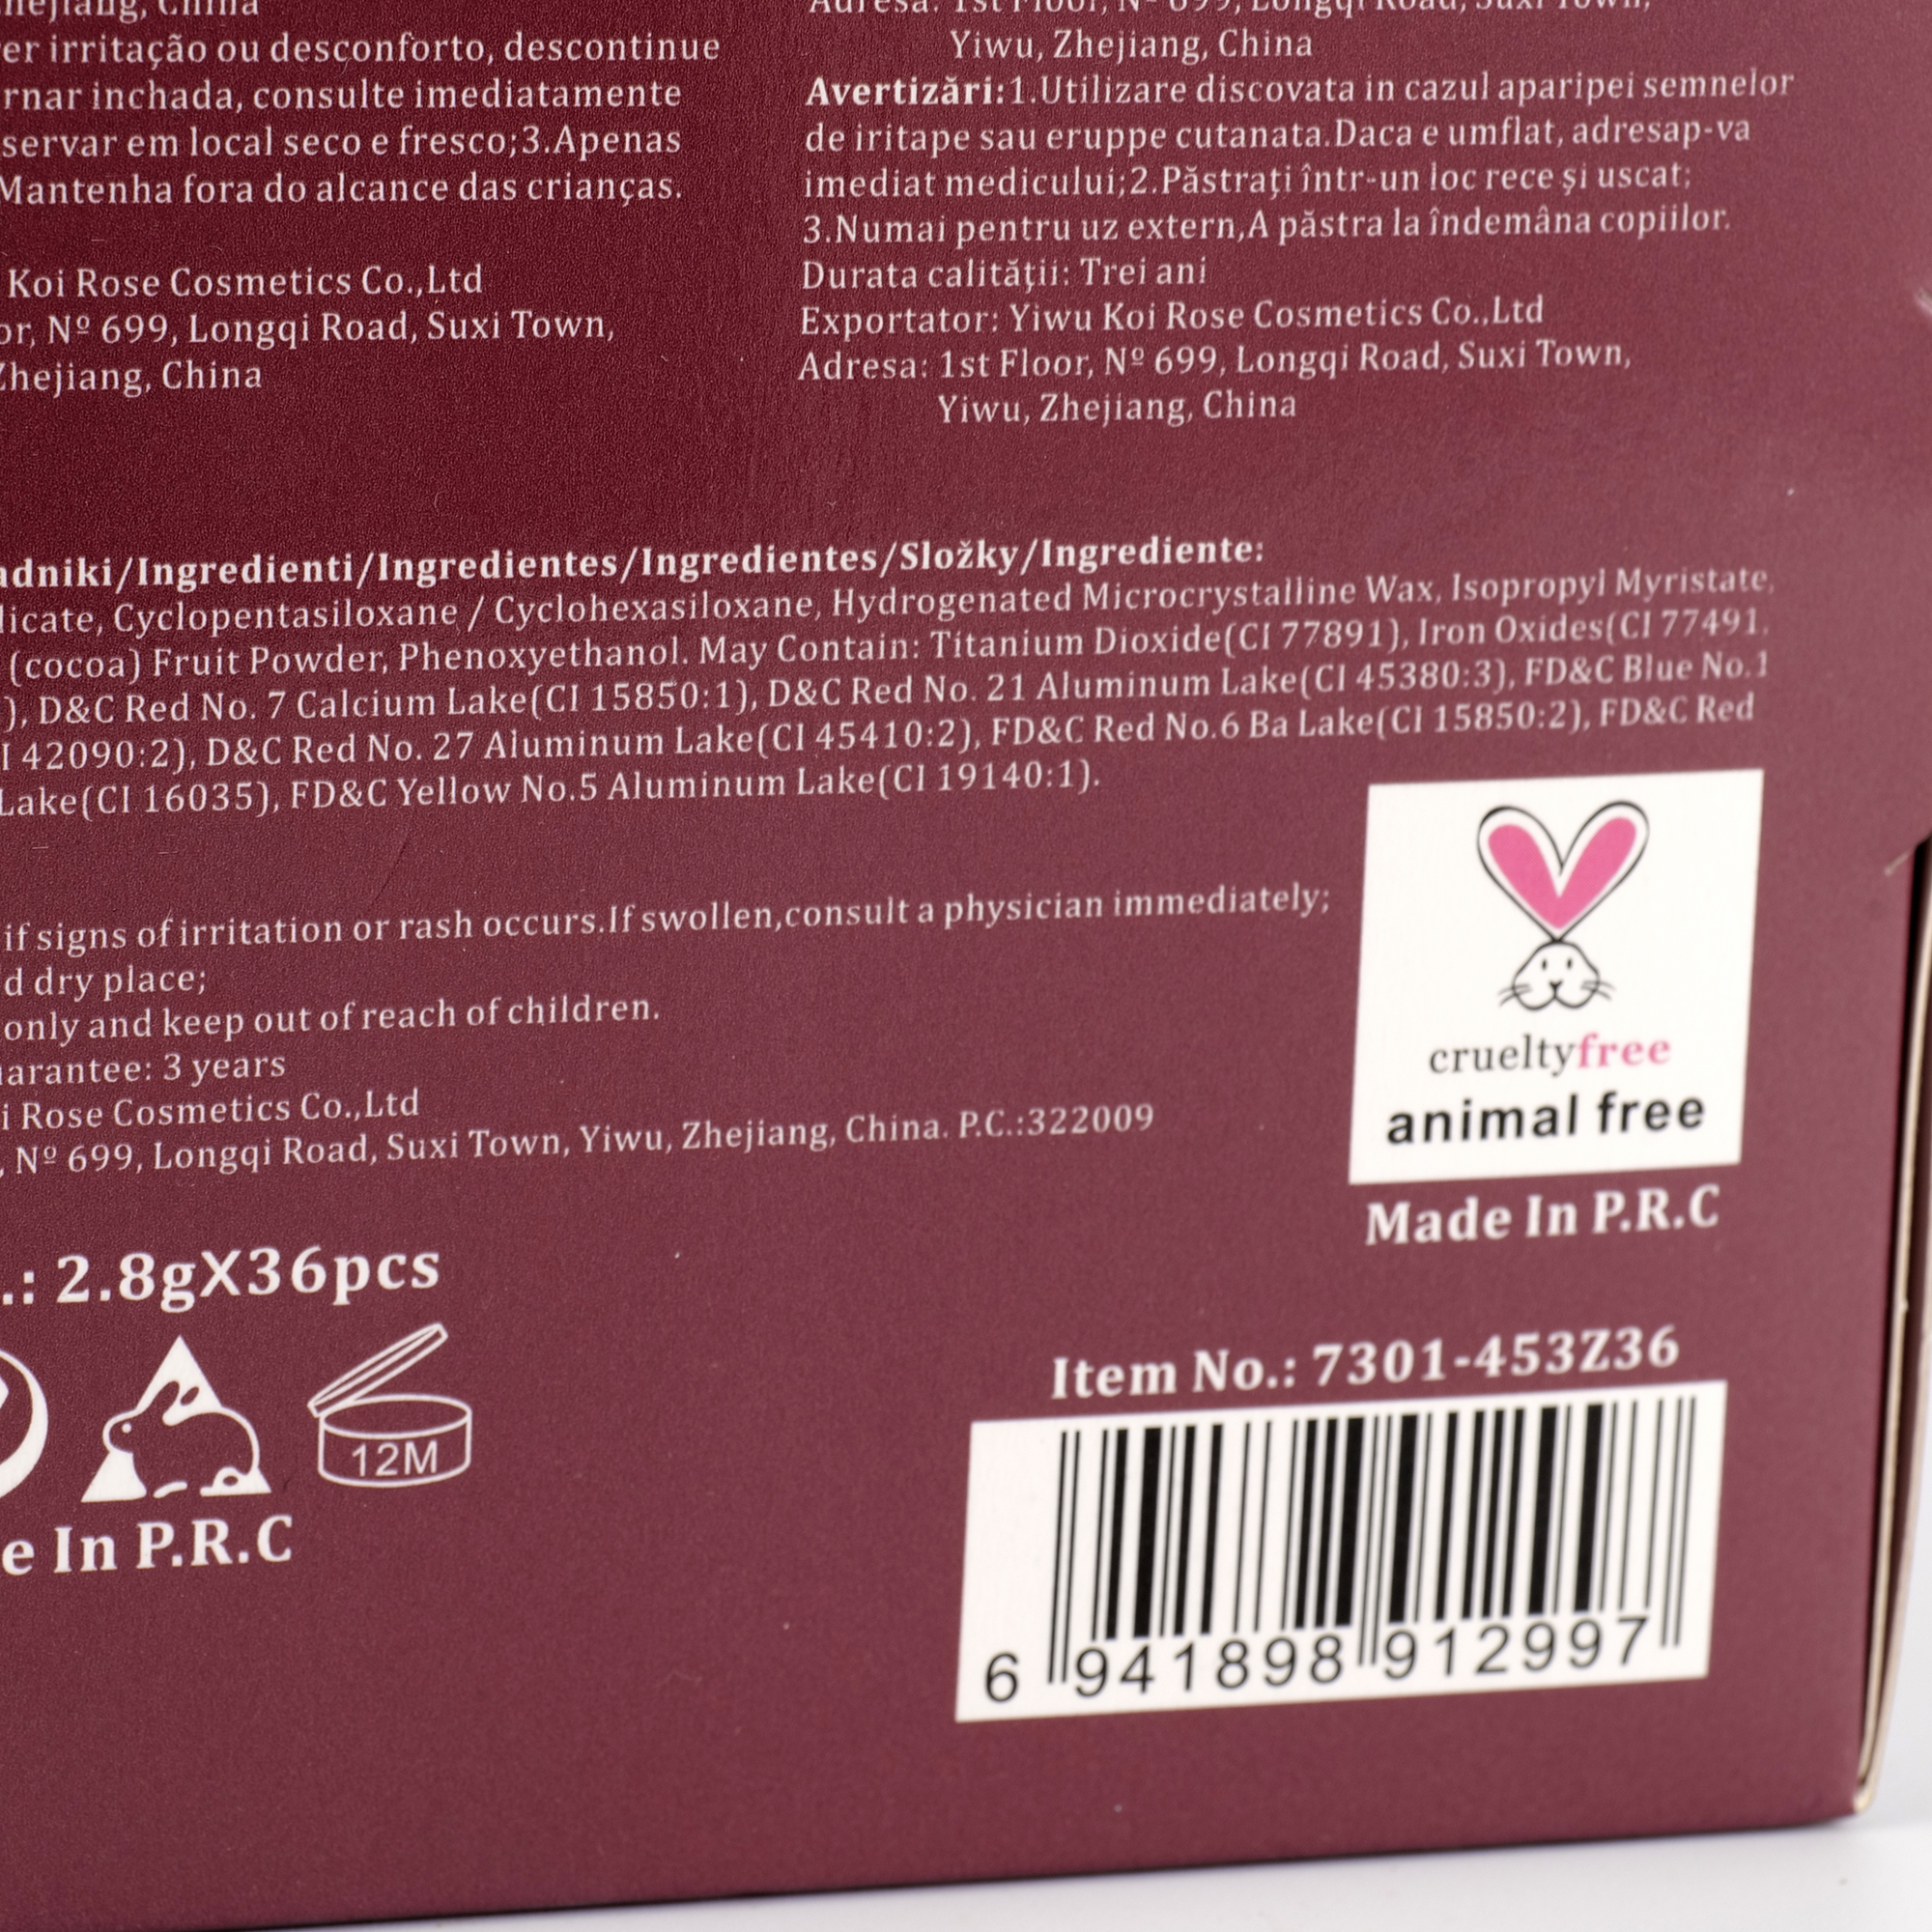 er irritação ou desconforto, descontinue
rnar inchada, consulte imediatamente
servar em local seco e fresco;3.Apenas
Mantenha fora do alcance das crianças.
Koi Rose Cosmetics Co.,Ltd
or, Nº 699, Longqi Road, Suxi Town,
Zhejiang, China
Adresa: 1st Floor, Nº 699, Longqi Road, Suxi Town,
Yiwu, Zhejiang, China
Avertizări:1.Utilizare discovata in cazul aparipei semnelor
de iritape sau eruppe cutanata.Daca e umflat, adresap-va
imediat medicului;2.Păstrați într-un loc rece și uscat;
3.Numai pentru uz extern,A păstra la îndemâna copiilor.
Durata calității: Trei ani
Exportator: Yiwu Koi Rose Cosmetics Co.,Ltd
Adresa: 1st Floor, Nº 699, Longqi Road, Suxi Town,
Yiwu, Zhejiang, China
adniki/Ingredienti/Ingredientes/Ingredientes/Složky/Ingrediente:
licate, Cyclopentasiloxane / Cyclohexasiloxane, Hydrogenated Microcrystalline Wax, Isopropyl Myristate,
(cocoa) Fruit Powder, Phenoxyethanol. May Contain: Titanium Dioxide(CI 77891), Iron Oxides(CI 77491,
), D&C Red No. 7 Calcium Lake(CI 15850:1), D&C Red No. 21 Aluminum Lake(CI 45380:3), FD&C Blue No.1
I 42090:2), D&C Red No. 27 Aluminum Lake(CI 45410:2), FD&C Red No.6 Ba Lake(CI 15850:2), FD&C Red
Lake(CI 16035), FD&C Yellow No.5 Aluminum Lake(CI 19140:1).
if signs of irritation or rash occurs.If swollen,consult a physician immediately;
d dry place;
only and keep out of reach of children.
uarantee: 3 years
i Rose Cosmetics Co.,Ltd
, Nº 699, Longqi Road, Suxi Town, Yiwu, Zhejiang, China. P.C.:322009
crueltyfree
animal free
Made In P.R.C
.: 2.8gX36pcs
12M
e In P.R.C
Item No.: 7301-453Z36
6 941898 912997